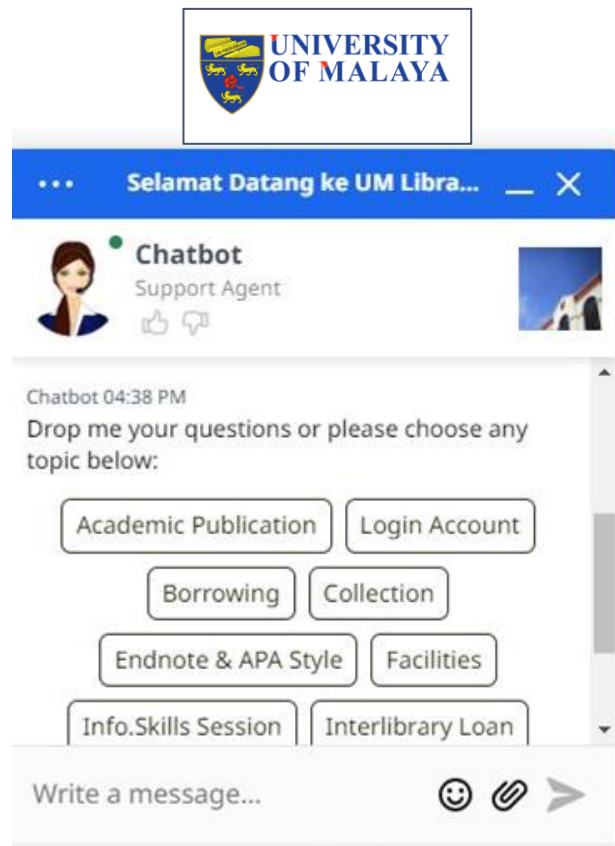 UNIVERSITY
OF MALAYA
Selamat Datang ke UM Libra...
Chatbot
Support Agent
Chatbot 04:38 PM
Drop me your questions or please choose any
topic below:
Academic Publication Login Account
Borrowing Collection
Endnote & APA Style Facilities
Info.Skills Session Interlibrary Loan
Write a message...